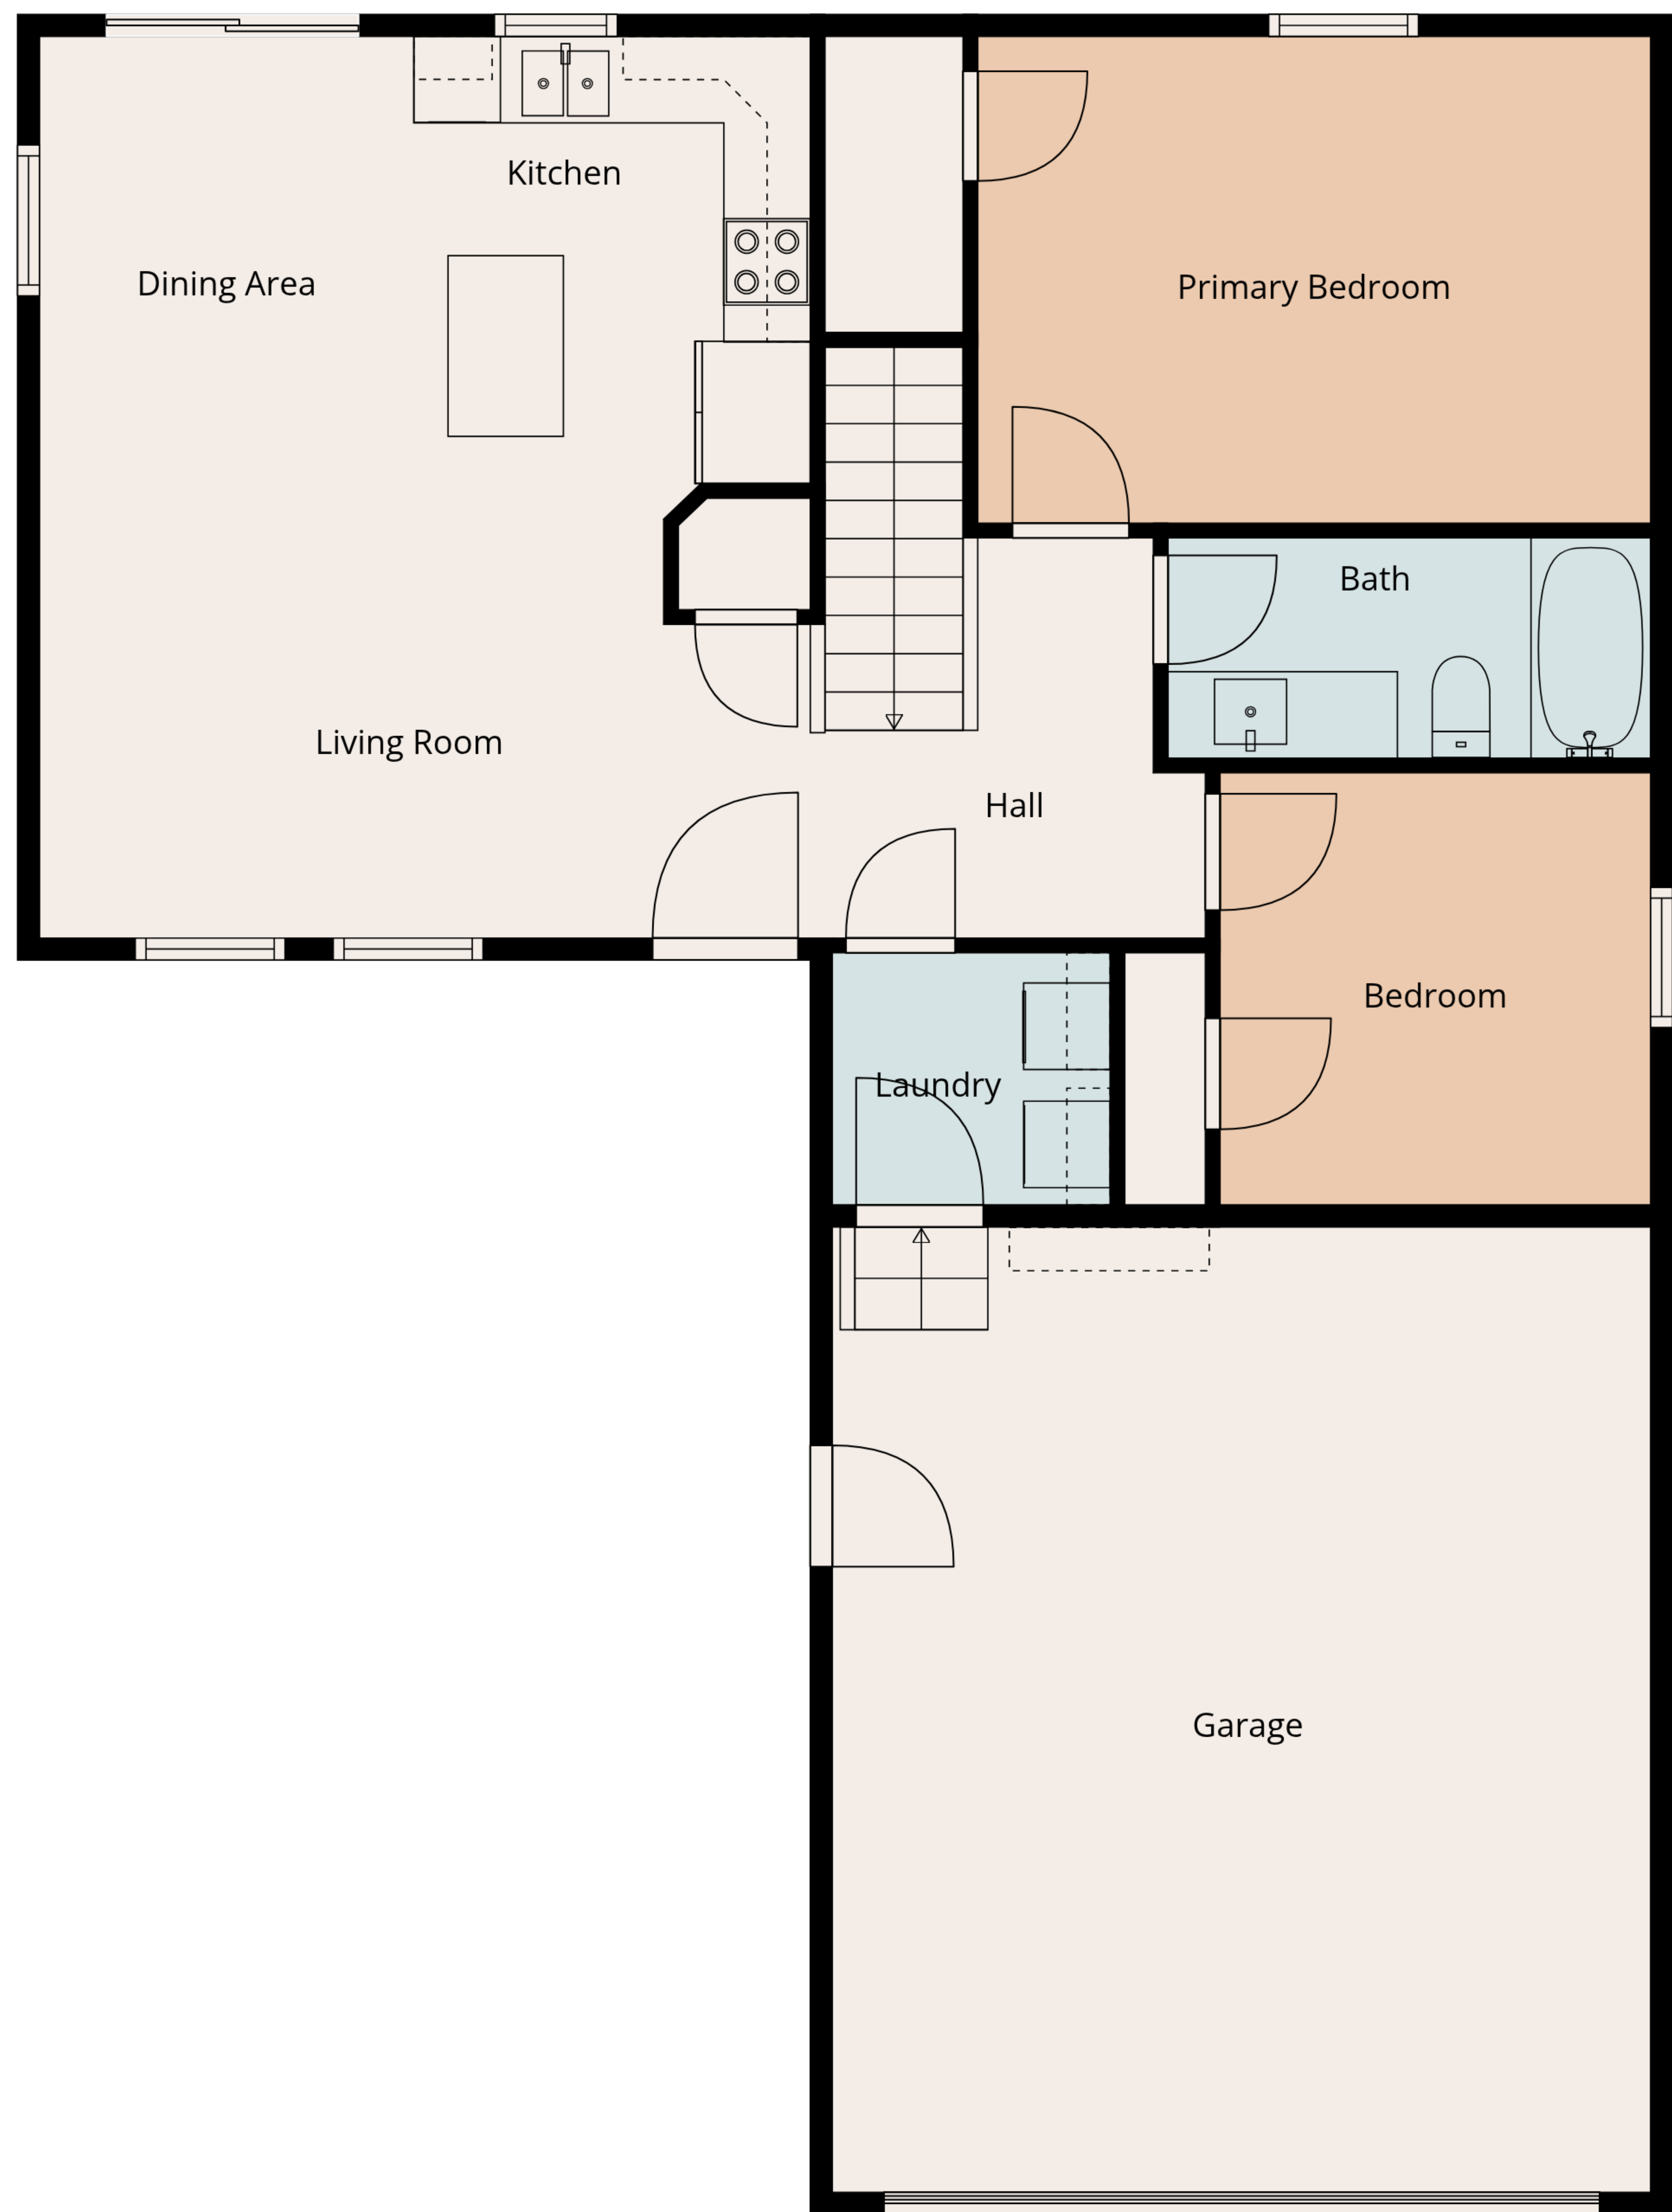 Kitchen
Dining Area
Primary Bedroom
Bath
Living Room
Hall
Bedroom
Laundry
Garage